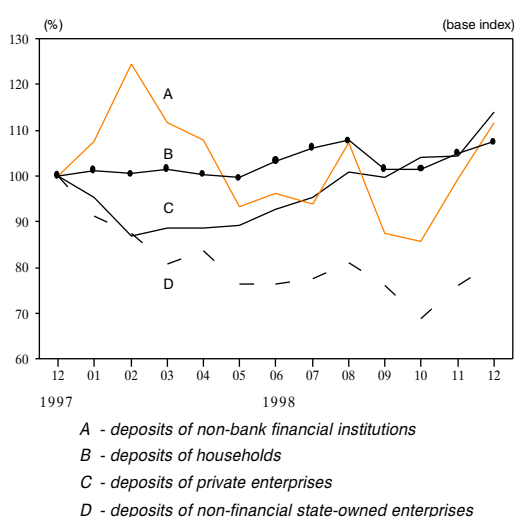 (%) (base index)
130
120
A
110
B
100
C
90
80
D
70
60
12 01 02 03 04 05 06 07 08 09 10 11 12
1997 1998
A - deposits of non-bank financial institutions
B - deposits of households
C - deposits of private enterprises
D - deposits of non-financial state-owned enterprises